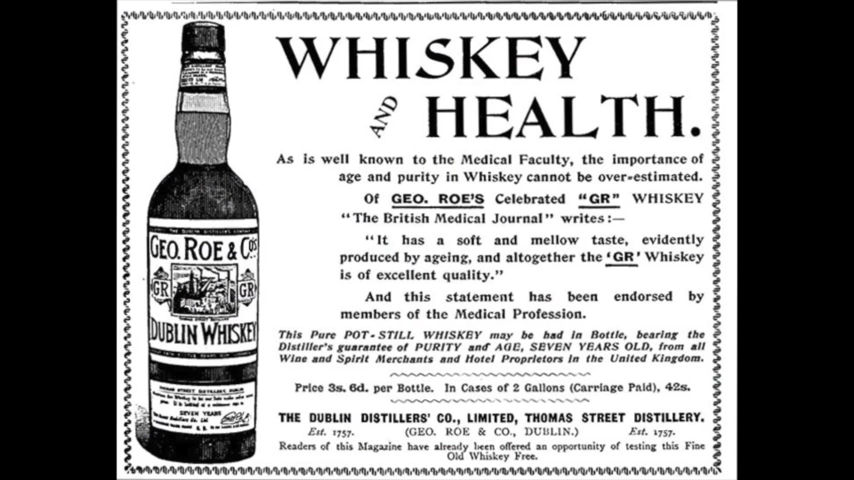 WHISKEY
AND HEALTH.
As is well known to the Medical Faculty, the importance of
age and purity in Whiskey cannot be over-estimated.
Of GEO. ROE'S Celebrated "GR" WHISKEY
"The British Medical Journal" writes:—
"It has a soft and mellow taste, evidently
produced by ageing, and altogether the 'GR' Whiskey
is of excellent quality."
And this statement has been endorsed by
members of the Medical Profession.
This Pure POT-STILL WHISKEY may be had in Bottle, bearing the
Distiller's guarantee of PURITY and AGE, SEVEN YEARS OLD, from all
Wine and Spirit Merchants and Hotel Proprietors in the United Kingdom.
Price 3s. 6d. per Bottle. In Cases of 2 Gallons (Carriage Paid), 42s.
THE DUBLIN DISTILLERS' CO., LIMITED, THOMAS STREET DISTILLERY.
Est. 1757. (GEO. ROE & CO., DUBLIN.) Est. 1757.
Readers of this Magazine have already been offered an opportunity of testing this Fine
Old Whiskey Free.
GEO. ROE & Co's
GR GR
DUBLIN WHISKEY
SEVEN YEARS